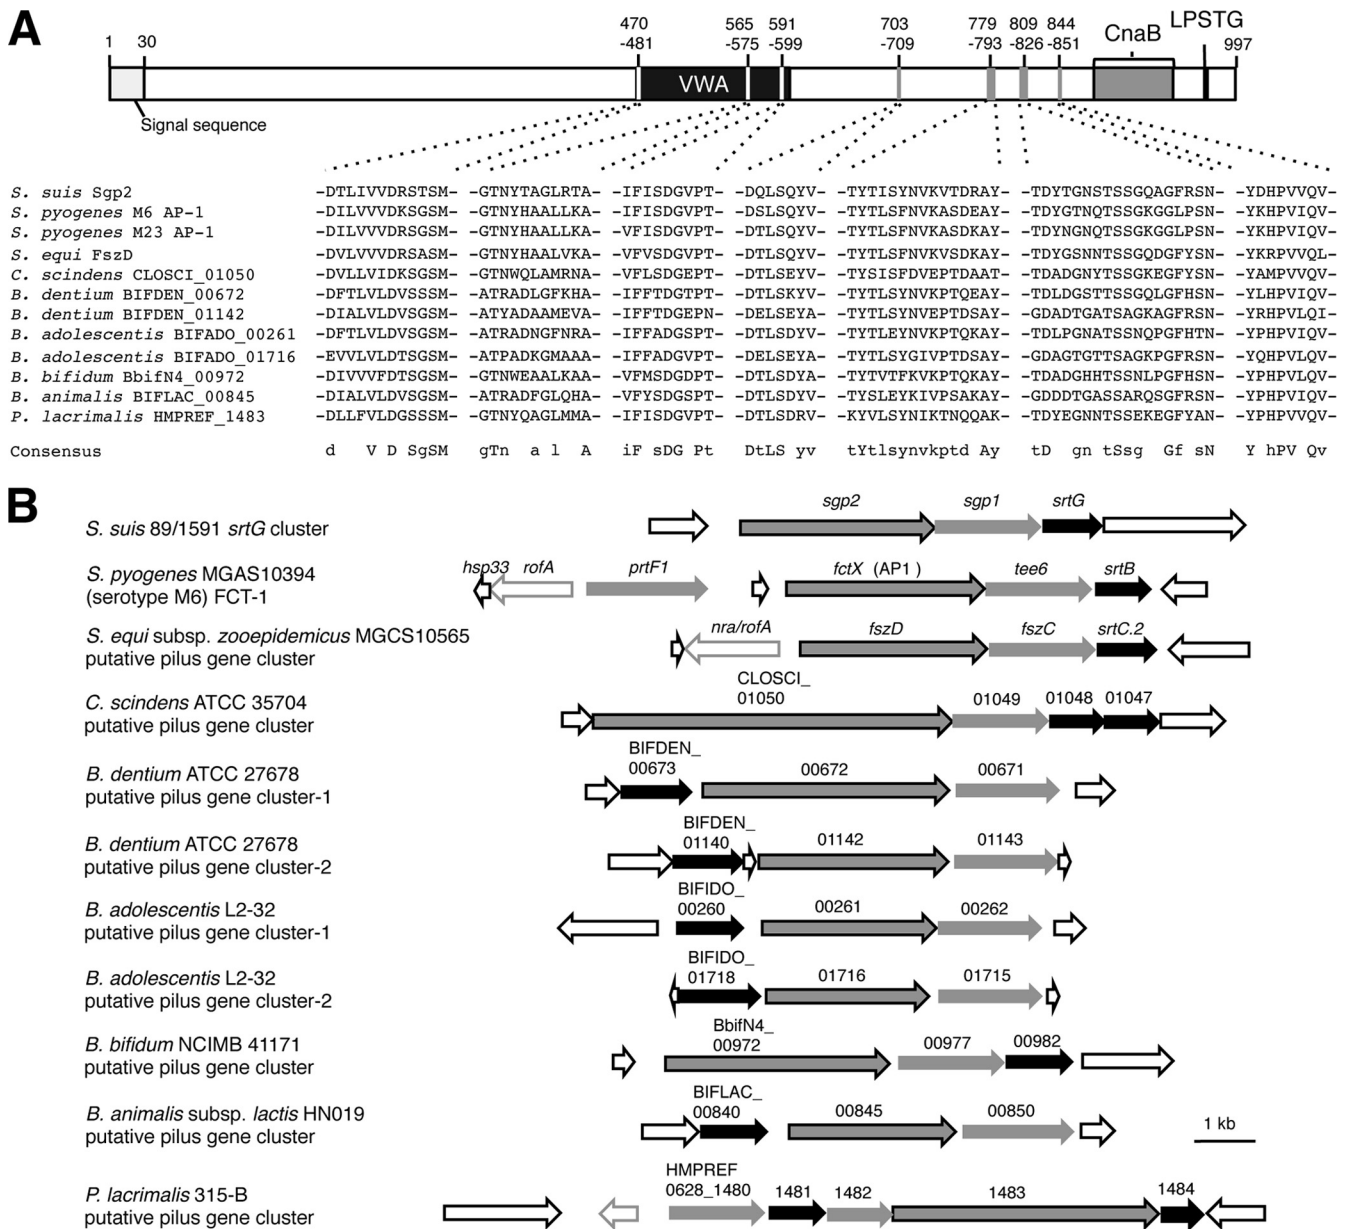 A
470 565 591 703 779 809 844 CnaB LPSTG
1 30 -481 -575 -599 -709 -793 -826 -851 997
VWA
Signal sequence
S. suis Sgp2 -DTLIVVDRSTSM- -GTNYTAGLRTA- -IFISDGVPT- -DQLSQYV- -TYTISYNVKVTDRAY- -TDYTGNSTSSGQAGFRSN- -YDHPVVQV-
S. pyogenes M6 AP-1 -DILVVVDKSGSM- -GTNYHAALLKA- -IFISDGVPT- -DSLSQYV- -TYTLSFNVKASDEAY- -TDYGTNQTSSGKGGLPSN- -YKHPVIQV-
S. pyogenes M23 AP-1 -DILVVVDRSGSM- -GTNYHAALLKA- -IFISDGVPT- -DTLSQYV- -TYTLSFNVKASDEAY- -TDYNGNQTSSGKGGLPSN- -YKHPVIQV-
S. equi FszD -DVLVVVDRSASM- -GTNYHAALVKA- -VFVSDGVPT- -DNLSQYV- -TYTLSFNVKVSDKAY- -TDYGSNNTSSGQDGFYSN- -YKRPVVQL-
C. scindens CLOSCI_01050 -DVLLVIDKSGSM- -GTNWQLAMRNA- -VFLSDGEPT- -DTLSEYV- -TYSISFDVEPTDAAT- -TDADGNYTSSGKEGFYSN- -YAMPVVQV-
B. dentium BIFDEN_00672 -DFTLVLDVSSSM- -ATRADLGFKHA- -IFFTDGTPT- -DTLSKYV- -TYTLSYNVKPTQEAY- -TDLDGSTTSSGQLGFHSN- -YLHPVIQV-
B. dentium BIFDEN_01142 -DIALVLDVSGSM- -ATYADAAMEVA- -IFFTDGEPN- -DELSEYV- -TYTLSYNVEPTDKAY- -TDADGTATSAGKAGFRSN- -YRHPVLQI-
B. adolescentis BIFADO_00261 -DFTLVLDVSGSM- -ATRADNGFNRA- -IFFADGSPT- -DTLSDYV- -TYTLEYNVKPTQKAY- -TDLPGNATSSNQPGFHTN- -YPHPVIQV-
B. adolescentis BIFADO_01716 -EVVLVLDTSGSM- -ATPADKGMAAA- -IFFADGVPT- -DELSEYA- -TYTLSYGIVPTDSAY- -GDAGTGTTSAGKPGFRSN- -YQHPVLQV-
B. bifidum BbifN4_00972 -DIVVVFDTSGSM- -GTNWEAALKAA- -VFMSDGDPT- -DTLSDYA- -TYTVTFKVKPTQKAY- -TDADGHHTSSNLPGFHSN- -YPHPVLQV-
B. animalis BIFLAC_00845 -DIALVLDVSGSM- -ATRADFGLQHA- -VFYSDGVPT- -DTLSDYV- -TYSLEYKIVPSAKAY- -GDDDTGASSARQSGFRSN- -YEHPVIQV-
P. lacrimalis HMPREF_1483 -DLLFVLDGSSSM- -GTNYQAGLMMA- -IFISDGVPT- -DTLSDRV- -KYVLSYNIKTNQQAK- -TDYEGNNTSSEKEGFYAN- -YPHPVVQV-
Consensus d V D SgSM gTn a l A iF sDG Pt DtLS yv tYtlsynvkptd Ay tD gn tSsg Gf sN Y hPV Qv
B
sgp2 sgp1 srtG
S. suis 89/1591 srtG cluster
hsp33 rofA prtF1 fctX (AP1) tee6 srtB
S. pyogenes MGAS10394
(serotype M6) FCT-1
nra/rofA fszD fszC srtC.2
S. equi subsp. zooepidemicus MGCS10565
putative pilus gene cluster
CLOSCI_
01050 01049 01048 01047
C. scindens ATCC 35704
putative pilus gene cluster
BIFDEN_
00673 00672 00671
B. dentium ATCC 27678
putative pilus gene cluster-1
BIFDEN_
01140 01142 01143
B. dentium ATCC 27678
putative pilus gene cluster-2
BIFIDO_
00260 00261 00262
B. adolescentis L2-32
putative pilus gene cluster-1
BIFIDO_
01718 01716 01715
B. adolescentis L2-32
putative pilus gene cluster-2
BbifN4_
00972 00977 00982
B. bifidum NCIMB 41171
putative pilus gene cluster
BIFLAC_
00840 00845 00850
B. animalis subsp. lactis HN019
putative pilus gene cluster
1 kb
HMPREF
0628_1480 1481 1482 1483 1484
P. lacrimalis 315-B
putative pilus gene cluster